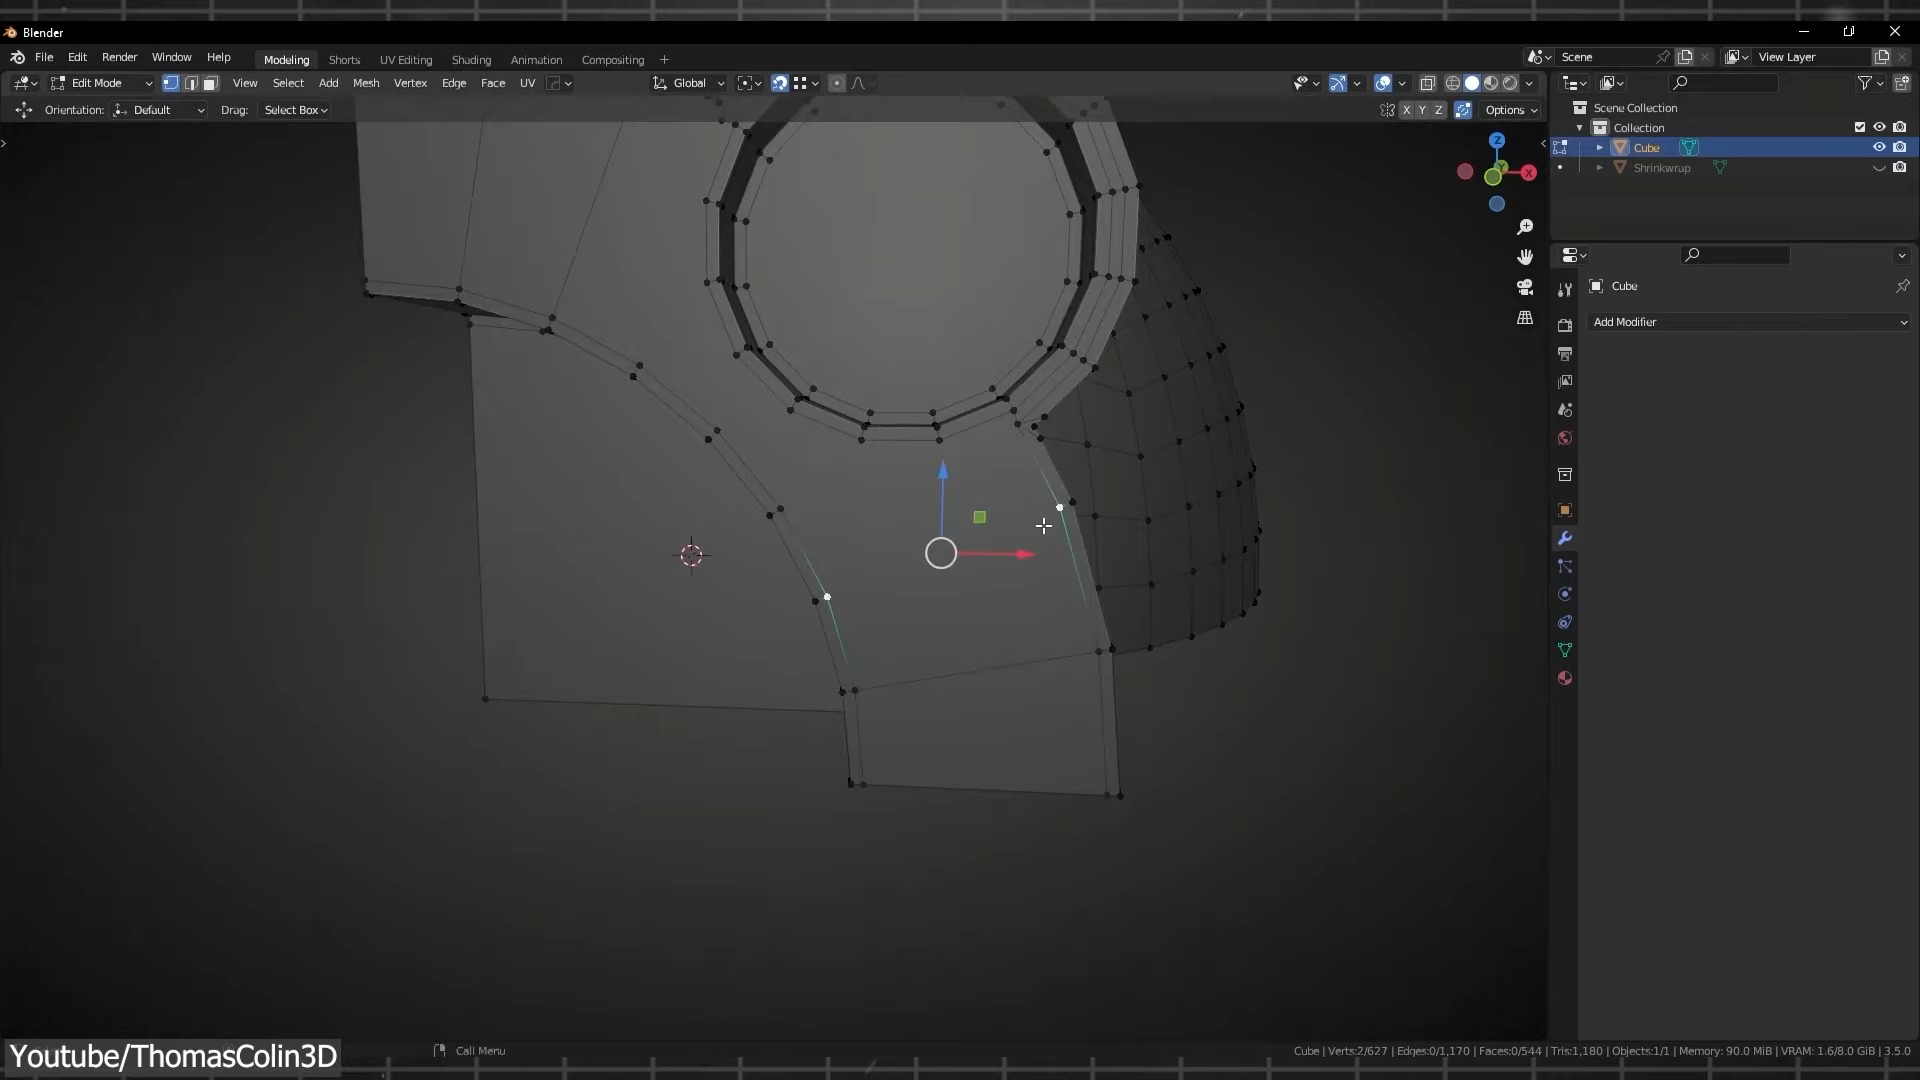 Blender
File Edit Render Window Help Modeling Shorts UV Editing Shading Animation Compositing + Scene View Layer
Edit Mode View Select Add Mesh Vertex Edge Face UV Global
Orientation: Default Drag: Select Box X Y Z Options
Scene Collection
Collection
Cube
Shrinkwrap
Z
Y
X
Cube
Add Modifier
Youtube/ThomasColin3D
Call Menu
Cube | Verts:2/627 | Edges:0/1,170 | Faces:0/544 | Tris:1,180 | Objects:1/1 | Memory: 90.0 MiB | VRAM: 1.6/8.0 GiB | 3.5.0